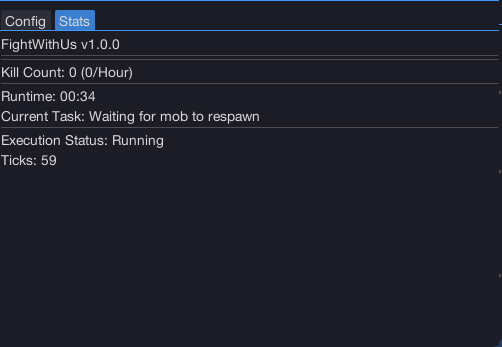 Config Stats
FightWithUs v1.0.0
Kill Count: 0 (0/Hour)
Runtime: 00:34
Current Task: Waiting for mob to respawn
Execution Status: Running
Ticks: 59